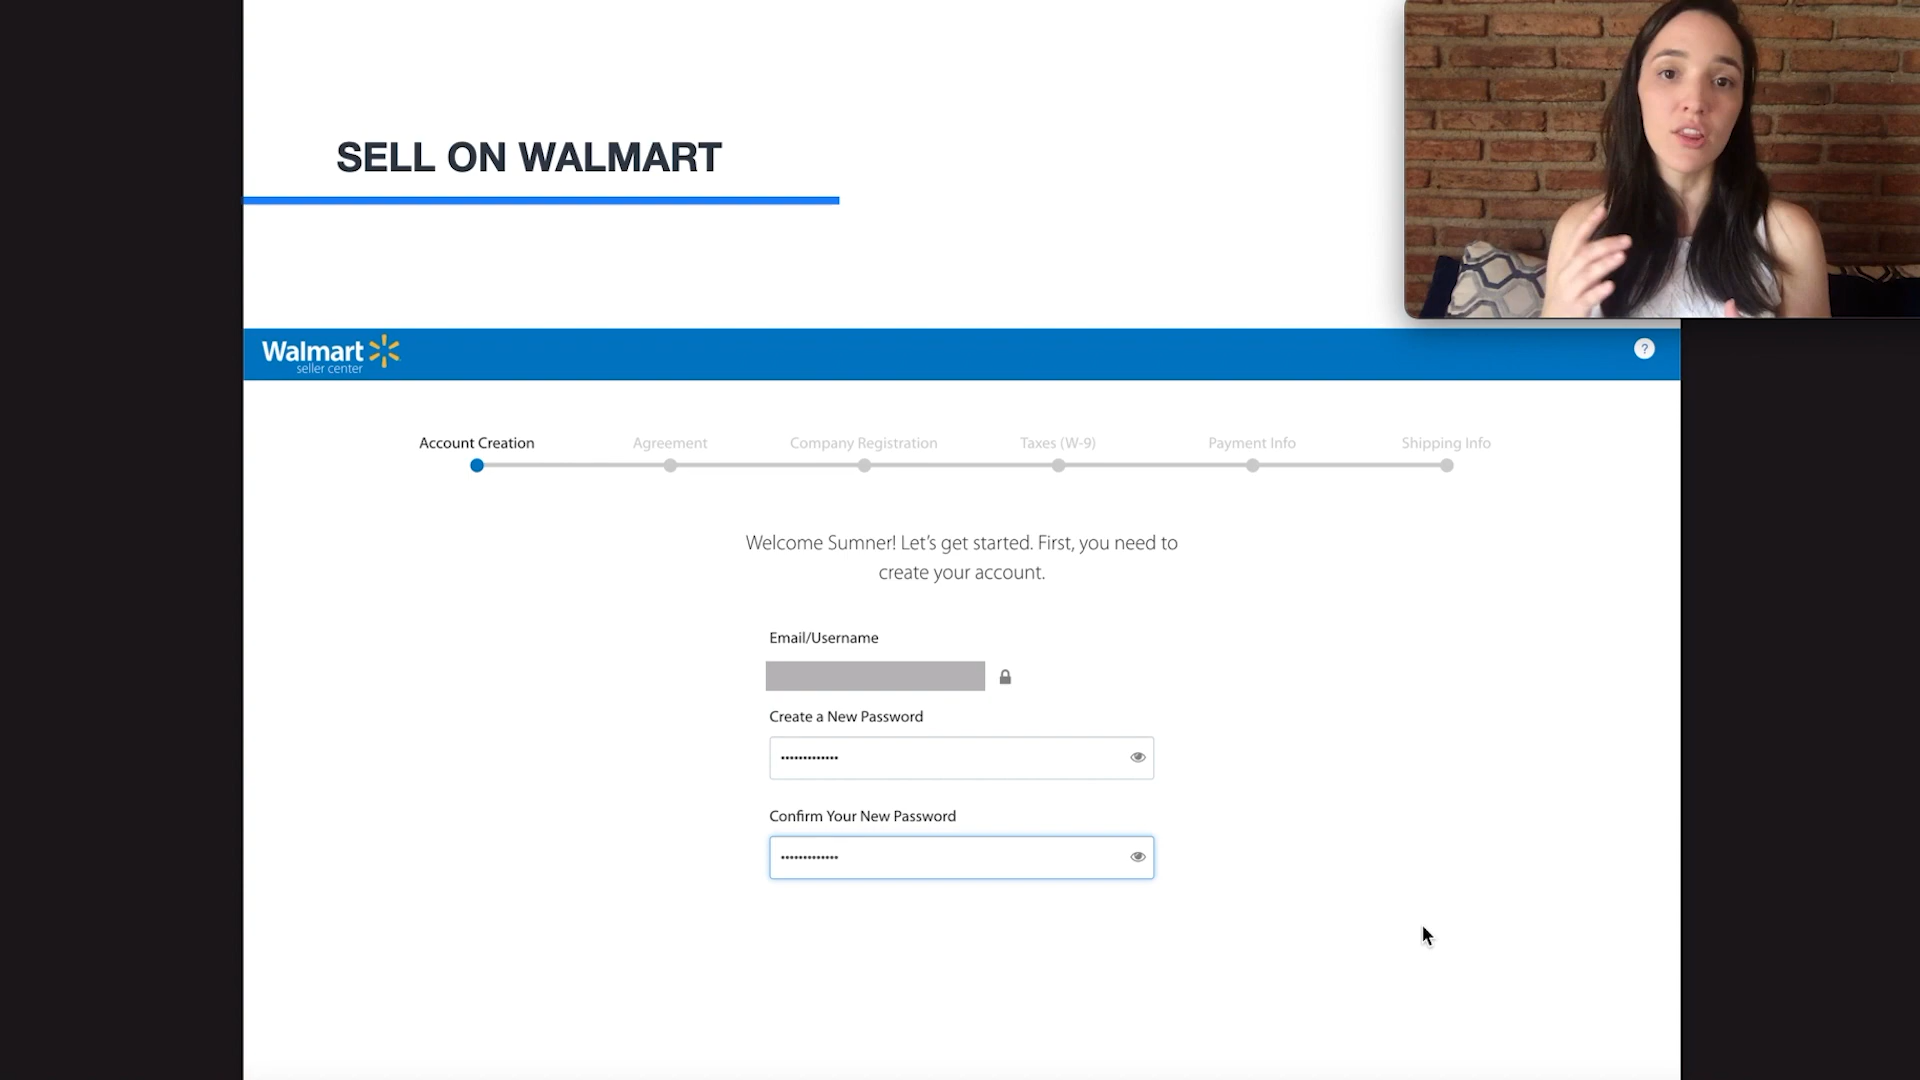 SELL ON WALMART
Walmart
seller center
?
Account Creation
Agreement
Company Registration
Taxes (W-9)
Payment Info
Shipping Info
Welcome Sumner! Let's get started. First, you need to
create your account.
Email/Username
Create a New Password
•••••••••••••
Confirm Your New Password
•••••••••••••